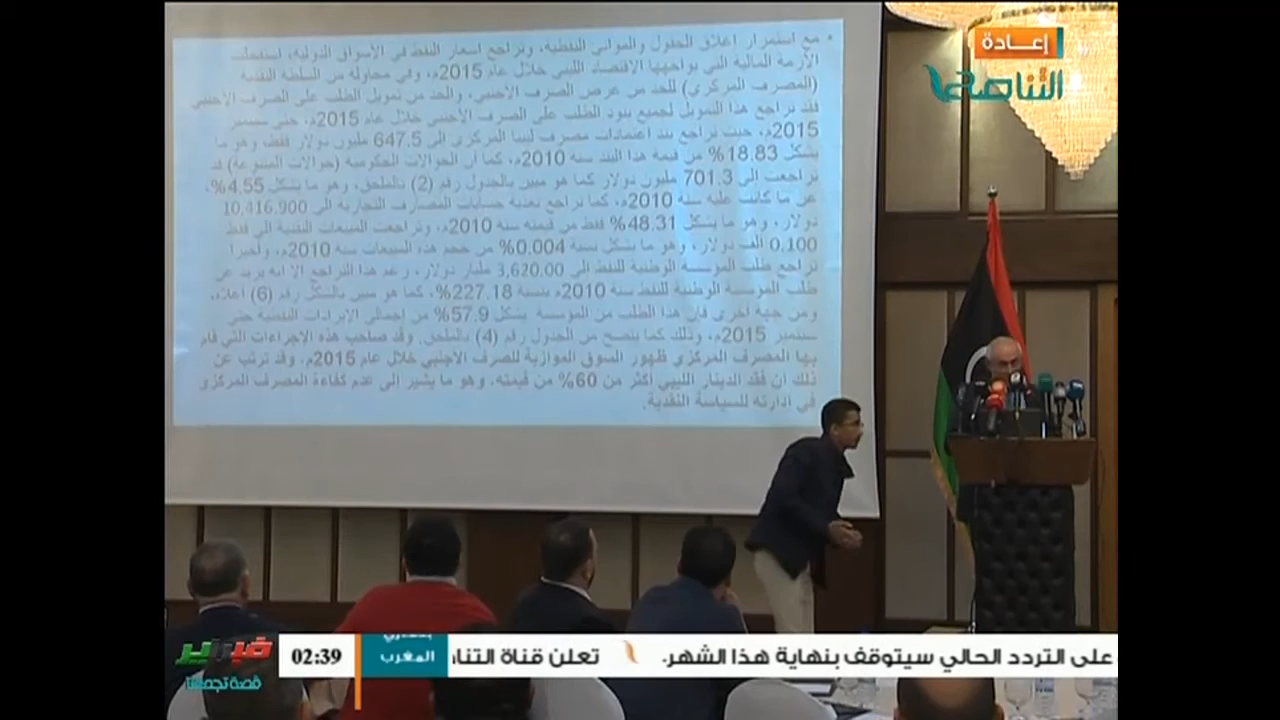 • مع استمرار اغلاق الحقول والموانى النفطية، وتراجع اسعار النفط في الاسواق الدولية، استفحلت
الأزمة المالية التي يواجهها الاقتصاد الليبي خلال عام 2015م، وفي محاولة من السلطة النقدية
(المصرف المركزي) للحد من عرض الصرف الأجنبي، والحد من تمويل الطلب على الصرف الأجنبي
فقد تراجع هذا التمويل لجميع بنود الطلب على الصرف الأجنبي خلال عام 2015م، حتى سبتمبر
2015م، حيث تراجع بند اعتمادات مصرف ليبيا المركزي الى 647.5 مليون دولار فقط، وهو ما
يشكل 18.83% من قيمة هذا البند سنة 2010م، كما ان الحوالات الحكومية (حوالات المتنوعة) قد
تراجعت الى 701.3 مليون دولار كما هو مبين بالجدول رقم (2) بالملحق، وهو ما يشكل 4.55%،
عن ما كانت عليه سنة 2010م، كما تراجع تغذية حسابات المصارف التجارية الى 10,416.900
دولار، وهو ما يشكل 48.31% فقط من قيمته سنة 2010م، وتراجعت المبيعات النقدية الى فقط
0.100 الف دولار، وهو ما يشكل نسبة 0.004% من حجم هذه المبيعات سنة 2010م، وأخيرا
تراجع طلب المؤسسة الوطنية للنفط الى 3,620.00 مليار دولار، رغم هذا التراجع الا انه يزيد عن
طلب المؤسسة الوطنية للنفط سنة 2010م بنسبة 227.18%، كما هو مبين بالشكل رقم (6) اعلاه،
ومن جهة أخرى فان هذا الطلب من المؤسسة يشكل 57.9% من إجمالي الإيرادات النفطية حتى
سبتمبر 2015م، وذلك كما يتضح من الجدول رقم (4) بالملحق. وقد صاحب هذه الاجراءات التي قام
بها المصرف المركزي ظهور السوق الموازية للصرف الاجنبي خلال عام 2015م. وقد ترتب عن
ذلك أن فقد الدينار الليبي أكثر من 60% من قيمته، وهو ما يشير الى عدم كفاءة المصرف المركزي
في ادارته للسياسة النقدية.
إعادة
التناصح
على التردد الحالي سيتوقف بنهاية هذا الشهر. تعلن قناة التناـ
المغرب
02:39
فبراير
قصة تجمعنا